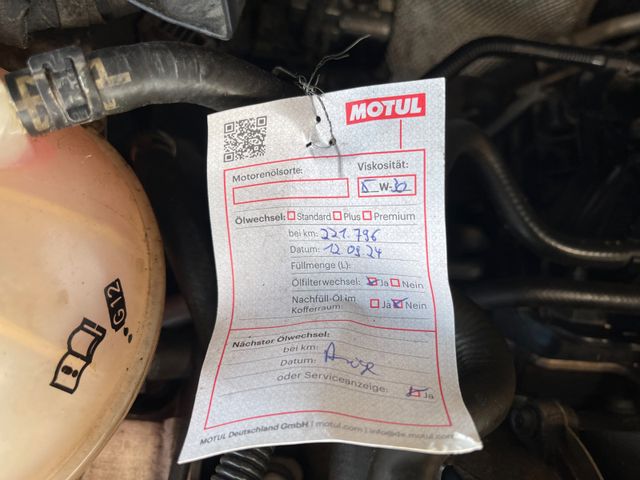 MOTUL
Motorenölsorte:
Viskosität:
5 W-30
Ölwechsel: Standard Plus Premium
bei km: 221.796
Datum: 12.09.24
Füllmenge (L):
Ölfilterwechsel: Ja Nein
Nachfüll-Öl im Kofferraum: Ja Nein
Nächster Ölwechsel:
bei km:
Datum:
oder Serviceanzeige: Ja
MOTUL Deutschland GmbH | motul.com | info@de.motul.com
G12